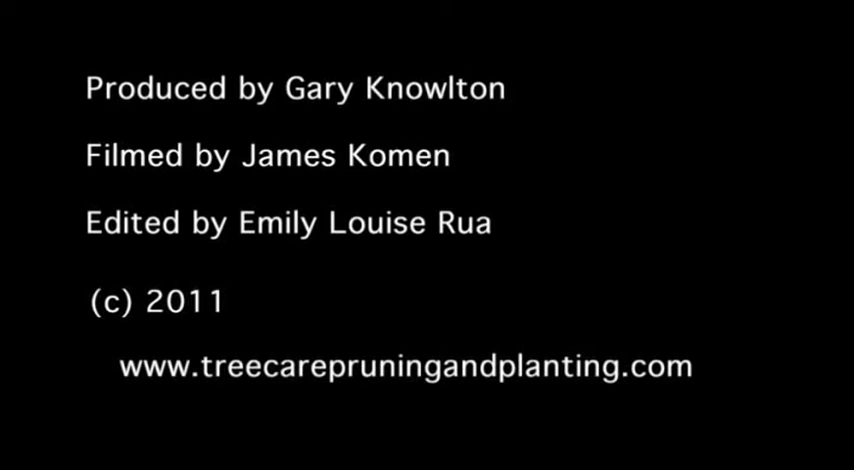 Produced by Gary Knowlton
Filmed by James Komen
Edited by Emily Louise Rua
(c) 2011
www.treecarepruningandplanting.com